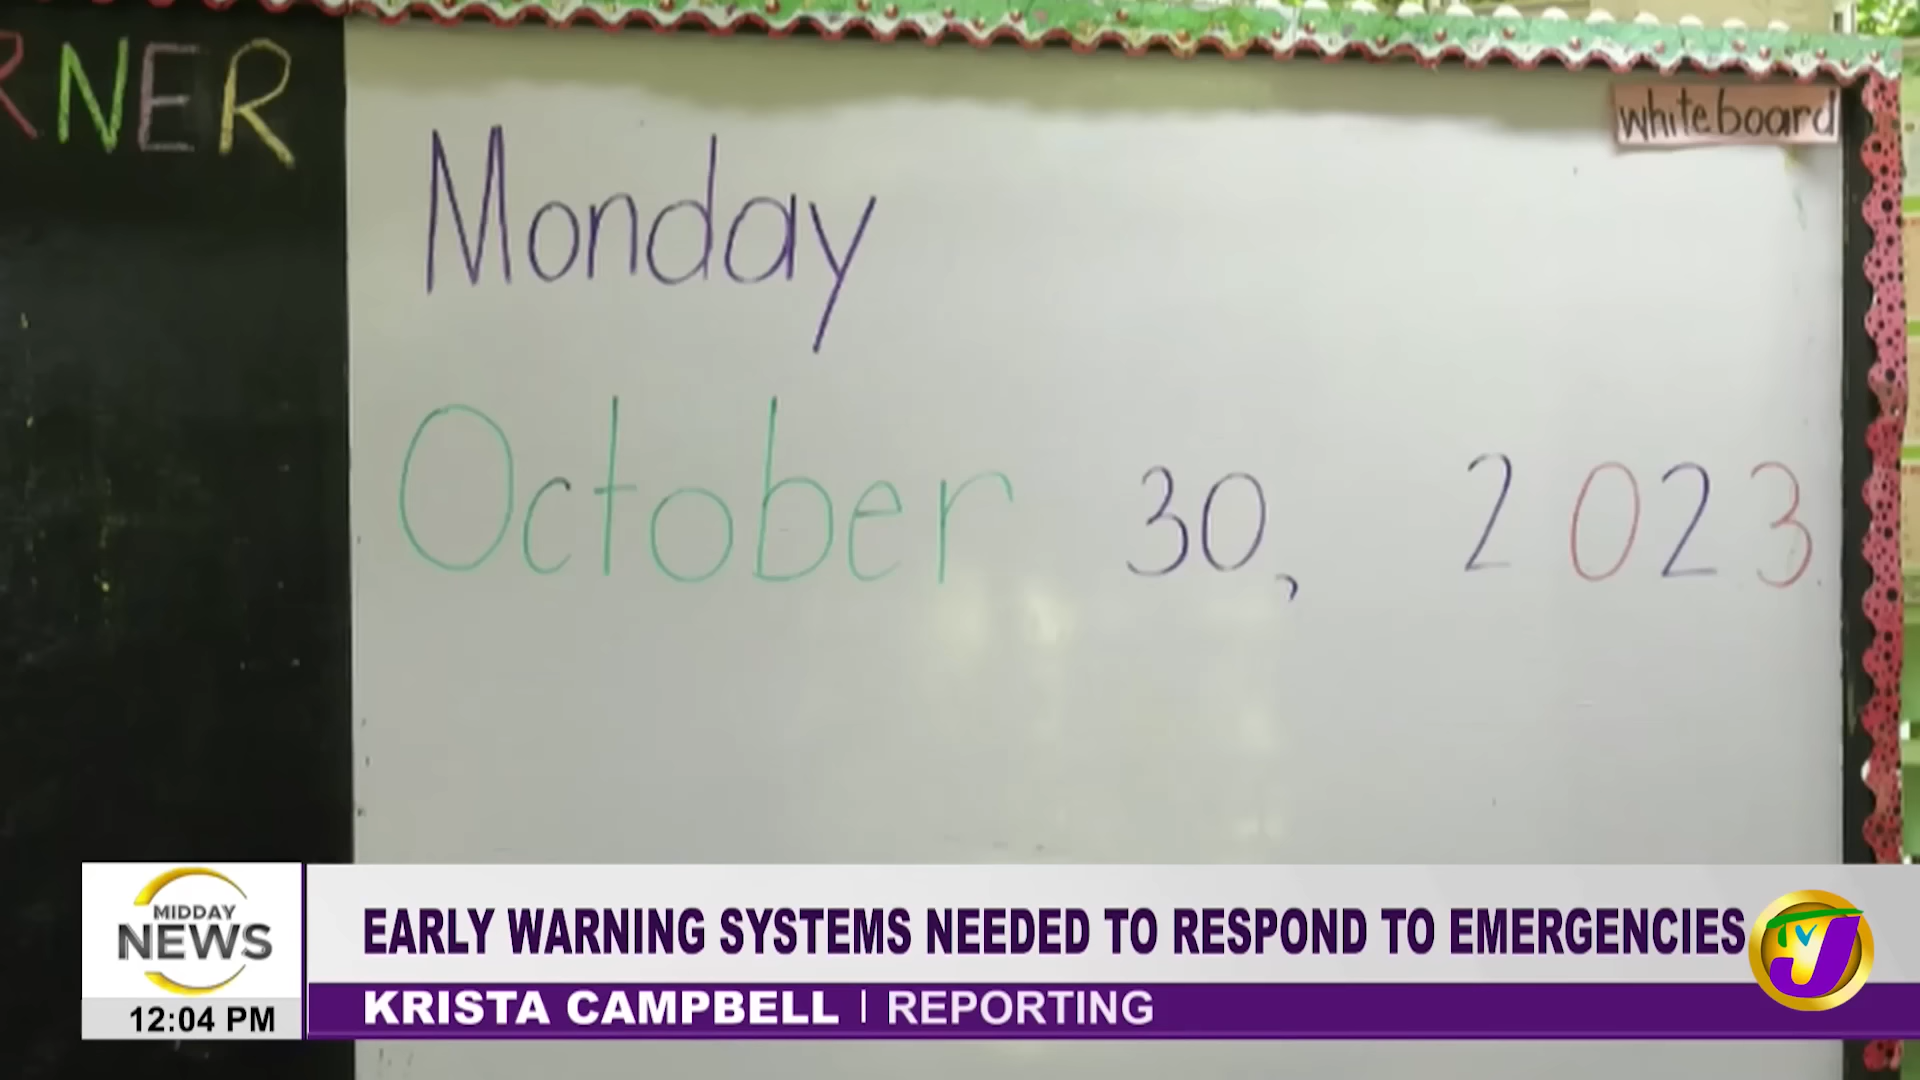 RNER
whiteboard
Monday
October 30, 2023.
MIDDAY
NEWS
12:04 PM
EARLY WARNING SYSTEMS NEEDED TO RESPOND TO EMERGENCIES
KRISTA CAMPBELL | REPORTING
TVJ